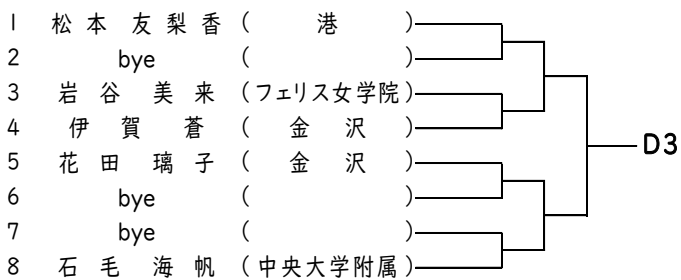 1 松本 友梨香 ( 港 )
2 bye ( )
3 岩谷 美来 (フェリス女学院)
4 伊賀 蒼 ( 金沢 )
5 花田 璃子 ( 金沢 )
6 bye ( )
7 bye ( )
8 石毛 海帆 (中央大学附属)
D3